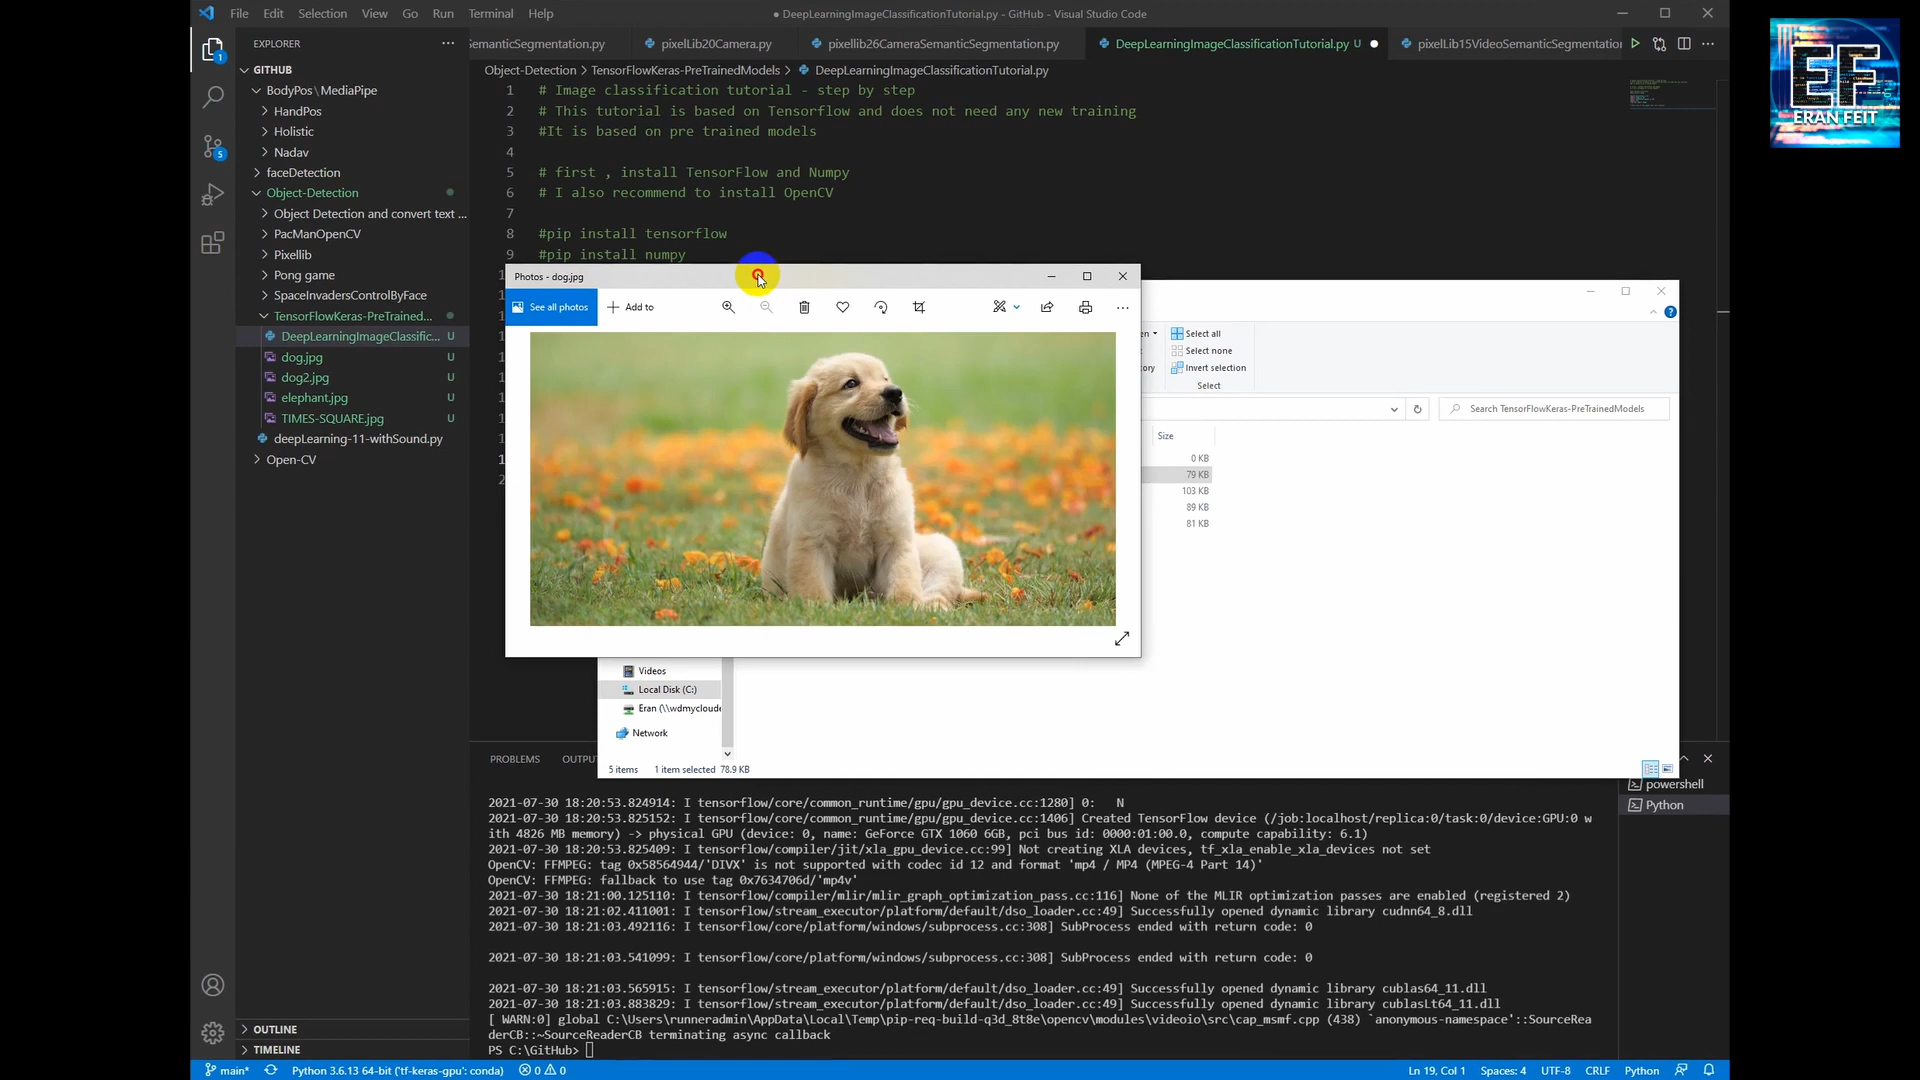 File Edit Selection View Go Run Terminal Help
● DeepLearningImageClassificationTutorial.py - GitHub - Visual Studio Code
EF
ERAN FEIT
EXPLORER
SemanticSegmentation.py
pixelLib20Camera.py
pixellib26CameraSemanticSegmentation.py
DeepLearningImageClassificationTutorial.py U
pixelLib15VideoSemanticSegmentation
Object-Detection > TensorFlowKeras-PreTrainedModels > DeepLearningImageClassificationTutorial.py
GITHUB
BodyPos\MediaPipe
HandPos
Holistic
Nadav
faceDetection
Object-Detection
Object Detection and convert text ...
PacManOpenCV
Pixellib
Pong game
SpaceInvadersControlByFace
TensorFlowKeras-PreTrained...
DeepLearningImageClassific... U
dog.jpg U
dog2.jpg U
elephant.jpg U
TIMES-SQUARE.jpg U
deepLearning-11-withSound.py
Open-CV
OUTLINE
TIMELINE
1
5
1 # Image classification tutorial - step by step
2 # This tutorial is based on Tensorflow and does not need any new training
3 #It is based on pre trained models
4
5 # first , install TensorFlow and Numpy
6 # I also recommend to install OpenCV
7
8 #pip install tensorflow
9 #pip install numpy
Photos - dog.jpg
See all photos
Add to
Select all
Select none
Invert selection
Select
Search TensorFlowKeras-PreTrainedModels
Size
0 KB
79 KB
103 KB
89 KB
81 KB
Videos
Local Disk (C:)
Eran (\\wdmycloude
Network
5 items 1 item selected 78.9 KB
PROBLEMS OUTPU
powershell
Python
2021-07-30 18:20:53.824914: I tensorflow/core/common_runtime/gpu/gpu_device.cc:1280] 0:   N
2021-07-30 18:20:53.825152: I tensorflow/core/common_runtime/gpu/gpu_device.cc:1406] Created TensorFlow device (/job:localhost/replica:0/task:0/device:GPU:0 w
ith 4826 MB memory) -> physical GPU (device: 0, name: GeForce GTX 1060 6GB, pci bus id: 0000:01:00.0, compute capability: 6.1)
2021-07-30 18:20:53.825409: I tensorflow/compiler/jit/xla_gpu_device.cc:99] Not creating XLA devices, tf_xla_enable_xla_devices not set
OpenCV: FFMPEG: tag 0x58564944/'DIVX' is not supported with codec id 12 and format 'mp4 / MP4 (MPEG-4 Part 14)'
OpenCV: FFMPEG: fallback to use tag 0x7634706d/'mp4v'
2021-07-30 18:21:00.125110: I tensorflow/compiler/mlir/mlir_graph_optimization_pass.cc:116] None of the MLIR optimization passes are enabled (registered 2)
2021-07-30 18:21:02.411001: I tensorflow/stream_executor/platform/default/dso_loader.cc:49] Successfully opened dynamic library cudnn64_8.dll
2021-07-30 18:21:03.492116: I tensorflow/core/platform/windows/subprocess.cc:308] SubProcess ended with return code: 0
2021-07-30 18:21:03.541099: I tensorflow/core/platform/windows/subprocess.cc:308] SubProcess ended with return code: 0
2021-07-30 18:21:03.565915: I tensorflow/stream_executor/platform/default/dso_loader.cc:49] Successfully opened dynamic library cublas64_11.dll
2021-07-30 18:21:03.883829: I tensorflow/stream_executor/platform/default/dso_loader.cc:49] Successfully opened dynamic library cublasLt64_11.dll
[ WARN:0] global C:\Users\runneradmin\AppData\Local\Temp\pip-req-build-q3d_8t8e\opencv\modules\videoio\src\cap_msmf.cpp (438) `anonymous-namespace'::SourceRea
derCB::~SourceReaderCB terminating async callback
PS C:\GitHub>
main* Python 3.6.13 64-bit ('tf-keras-gpu': conda) 0 0
Ln 19, Col 1 Spaces: 4 UTF-8 CRLF Python